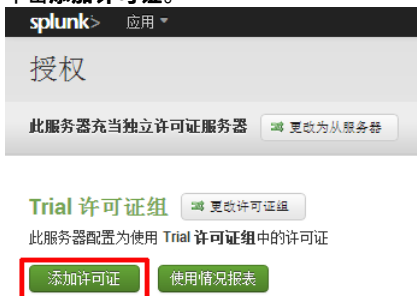 splunk> 应用
授权
此服务器充当独立许可证服务器 更改为从服务器
Trial 许可证组 更改许可证组
此服务器配置为使用 Trial 许可证组中的许可证
添加许可证 使用情况报表